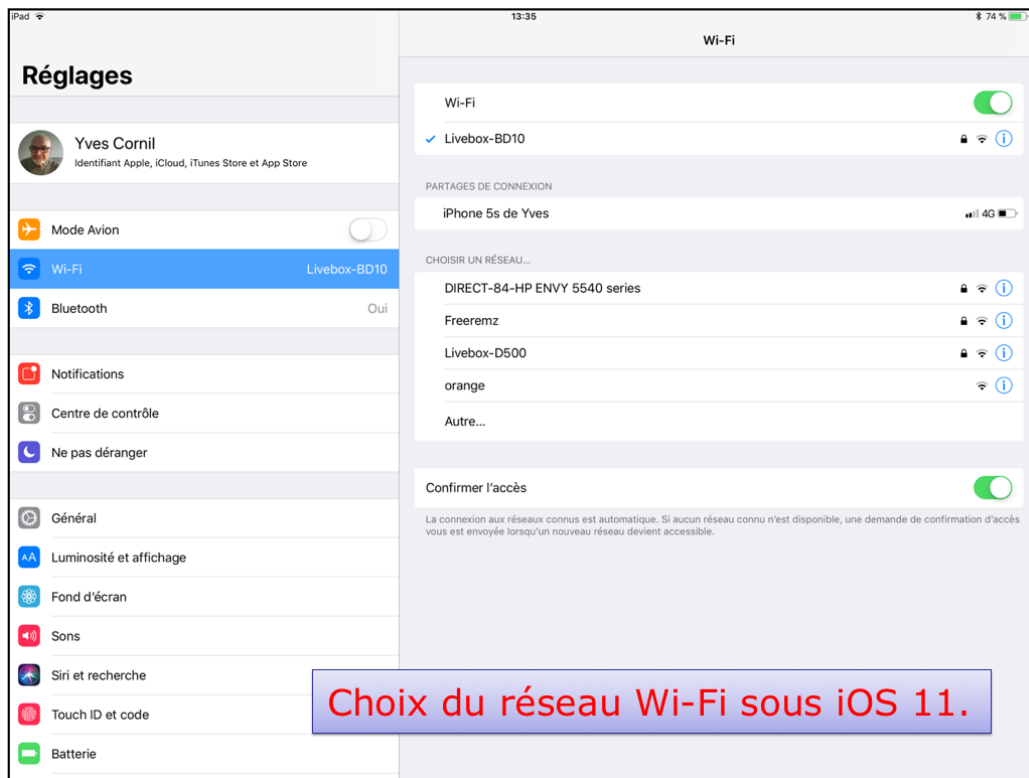 iPad 13:35 74 %
Réglages
Yves Cornil
Identifiant Apple, iCloud, iTunes Store et App Store
Mode Avion
Wi-Fi Livebox-BD10
Bluetooth Oui
Notifications
Centre de contrôle
Ne pas déranger
Général
AA Luminosité et affichage
Fond d'écran
Sons
Siri et recherche
Touch ID et code
Batterie
Wi-Fi
Wi-Fi
Livebox-BD10
PARTAGES DE CONNEXION
iPhone 5s de Yves 4G
CHOISIR UN RÉSEAU...
DIRECT-84-HP ENVY 5540 series
Freeremz
Livebox-D500
orange
Autre...
Confirmer l'accès
La connexion aux réseaux connus est automatique. Si aucun réseau connu n'est disponible, une demande de confirmation d'accès
vous est envoyée lorsqu'un nouveau réseau devient accessible.
Choix du réseau Wi-Fi sous iOS 11.